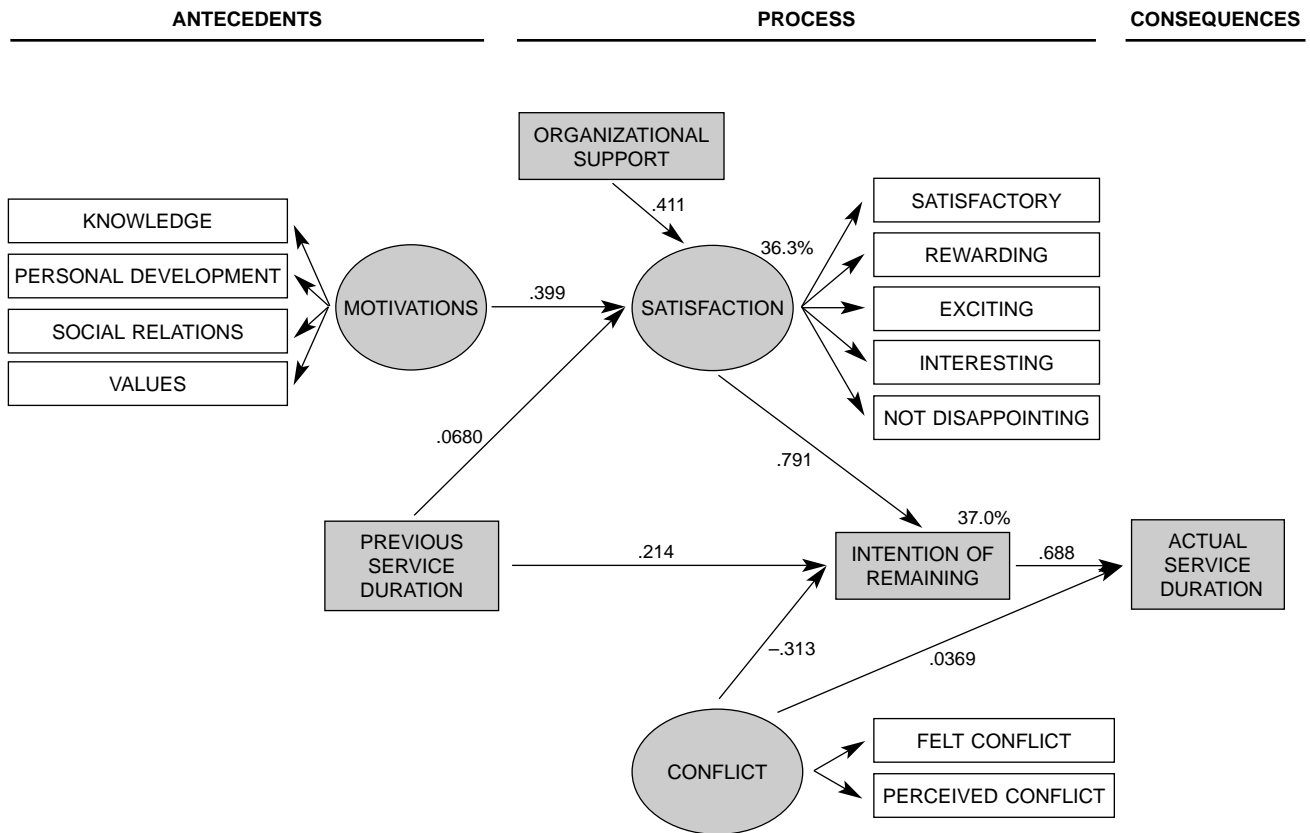 ANTECEDENTS
PROCESS
CONSEQUENCES
ORGANIZATIONAL
SUPPORT
.411
KNOWLEDGE
PERSONAL DEVELOPMENT
SOCIAL RELATIONS
VALUES
MOTIVATIONS
.399
SATISFACTION
36.3%
SATISFACTORY
REWARDING
EXCITING
INTERESTING
NOT DISAPPOINTING
.0680
.791
PREVIOUS
SERVICE
DURATION
.214
37.0%
INTENTION OF
REMAINING
.688
ACTUAL
SERVICE
DURATION
–.313
.0369
CONFLICT
FELT CONFLICT
PERCEIVED CONFLICT